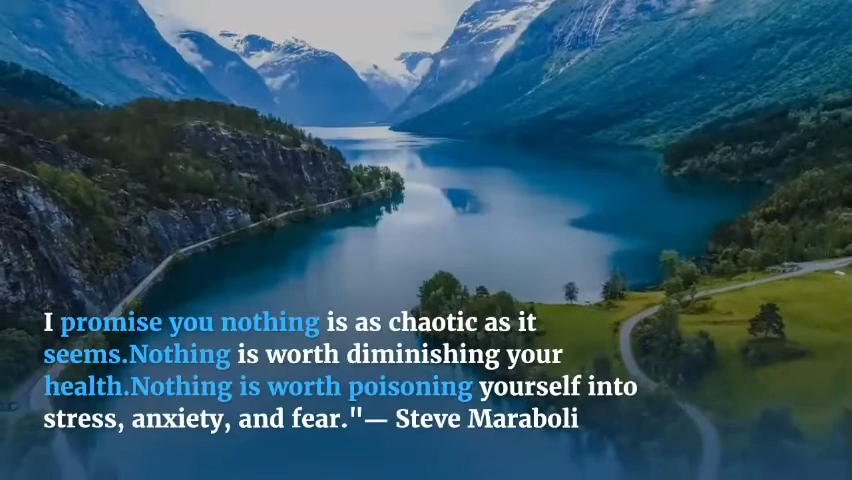 I promise you nothing is as chaotic as it
seems.Nothing is worth diminishing your
health.Nothing is worth poisoning yourself into
stress, anxiety, and fear."— Steve Maraboli